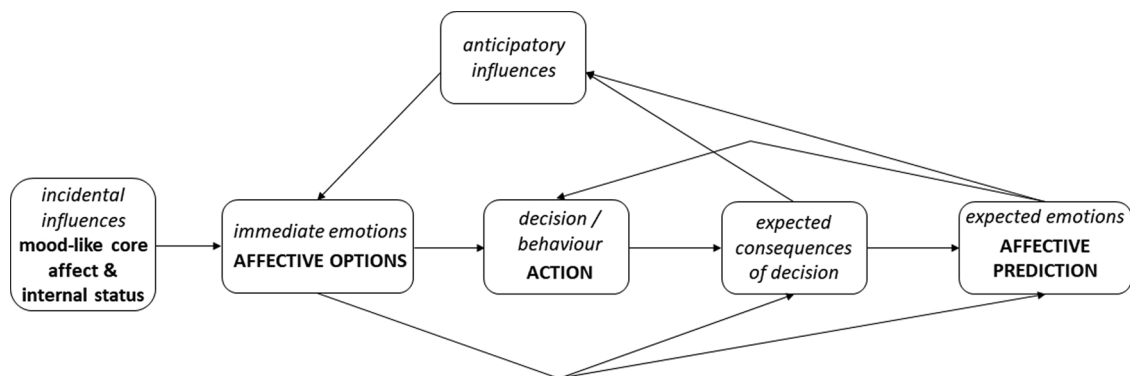 anticipatory
influences
incidental
influences
mood-like core
affect &
internal status
immediate emotions
AFFECTIVE OPTIONS
decision /
behaviour
ACTION
expected
consequences
of decision
expected emotions
AFFECTIVE
PREDICTION